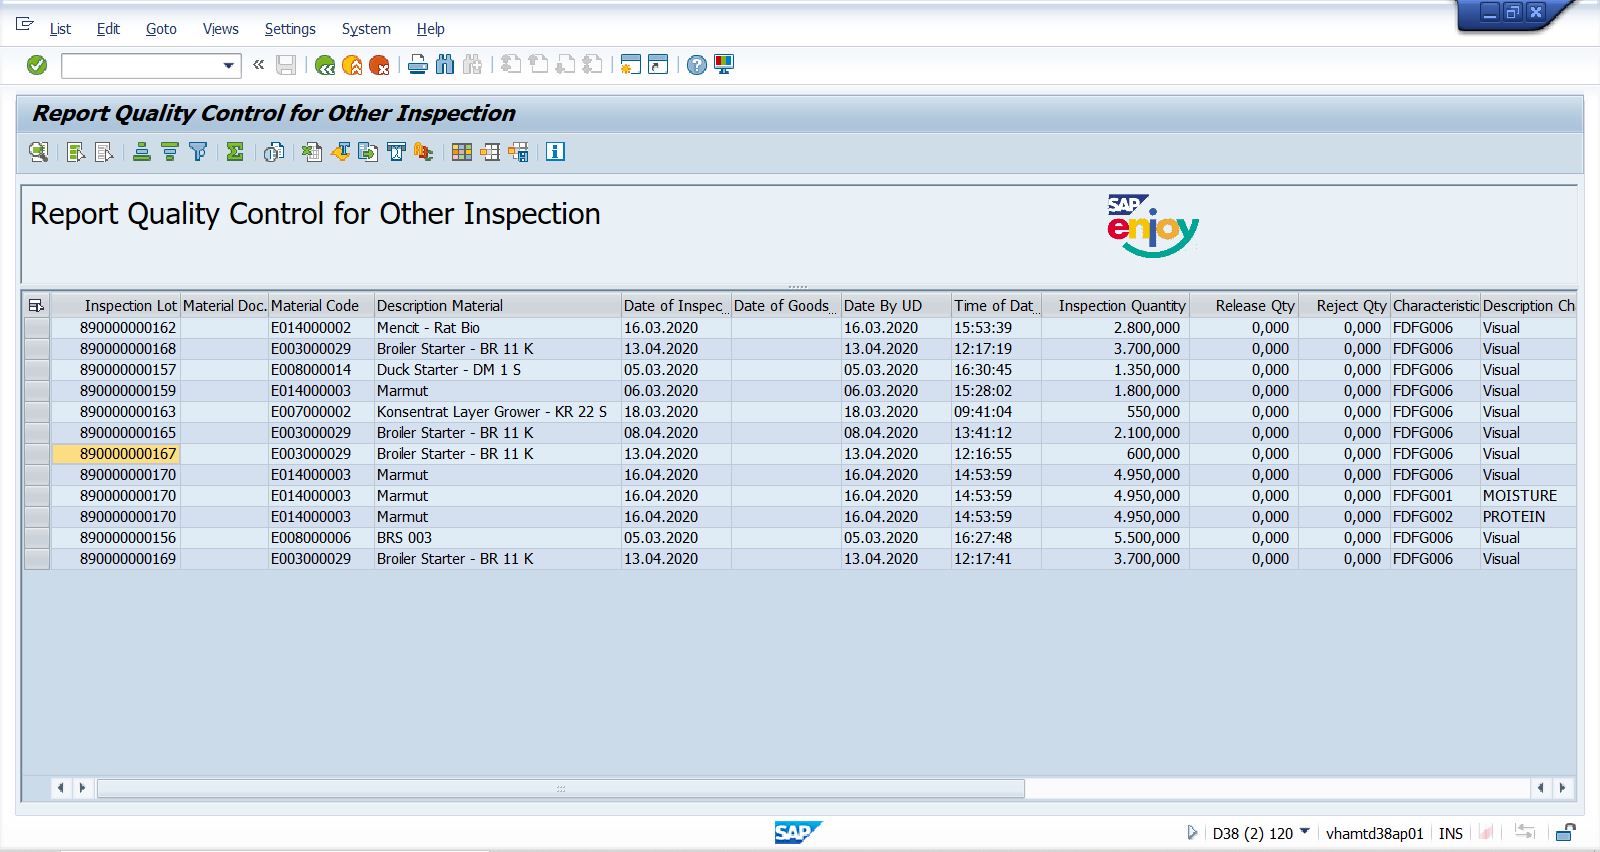 List Edit Goto Views Settings System Help
Report Quality Control for Other Inspection
Report Quality Control for Other Inspection
SAP
enjoy
Inspection Lot Material Doc. Material Code Description Material Date of Inspec... Date of Goods... Date By UD Time of Dat... Inspection Quantity Release Qty Reject Qty Characteristic Description Ch
890000000162 E014000002 Mencit - Rat Bio 16.03.2020 16.03.2020 15:53:39 2.800,000 0,000 0,000 FDFG006 Visual
890000000168 E003000029 Broiler Starter - BR 11 K 13.04.2020 13.04.2020 12:17:19 3.700,000 0,000 0,000 FDFG006 Visual
890000000157 E008000014 Duck Starter - DM 1 S 05.03.2020 05.03.2020 16:30:45 1.350,000 0,000 0,000 FDFG006 Visual
890000000159 E014000003 Marmut 06.03.2020 06.03.2020 15:28:02 1.800,000 0,000 0,000 FDFG006 Visual
890000000163 E007000002 Konsentrat Layer Grower - KR 22 S 18.03.2020 18.03.2020 09:41:04 550,000 0,000 0,000 FDFG006 Visual
890000000165 E003000029 Broiler Starter - BR 11 K 08.04.2020 08.04.2020 13:41:12 2.100,000 0,000 0,000 FDFG006 Visual
890000000167 E003000029 Broiler Starter - BR 11 K 13.04.2020 13.04.2020 12:16:55 600,000 0,000 0,000 FDFG006 Visual
890000000170 E014000003 Marmut 16.04.2020 16.04.2020 14:53:59 4.950,000 0,000 0,000 FDFG006 Visual
890000000170 E014000003 Marmut 16.04.2020 16.04.2020 14:53:59 4.950,000 0,000 0,000 FDFG001 MOISTURE
890000000170 E014000003 Marmut 16.04.2020 16.04.2020 14:53:59 4.950,000 0,000 0,000 FDFG002 PROTEIN
890000000156 E008000006 BRS 003 05.03.2020 05.03.2020 16:27:48 5.500,000 0,000 0,000 FDFG006 Visual
890000000169 E003000029 Broiler Starter - BR 11 K 13.04.2020 13.04.2020 12:17:41 3.700,000 0,000 0,000 FDFG006 Visual
SAP D38 (2) 120 vhamtd38ap01 INS